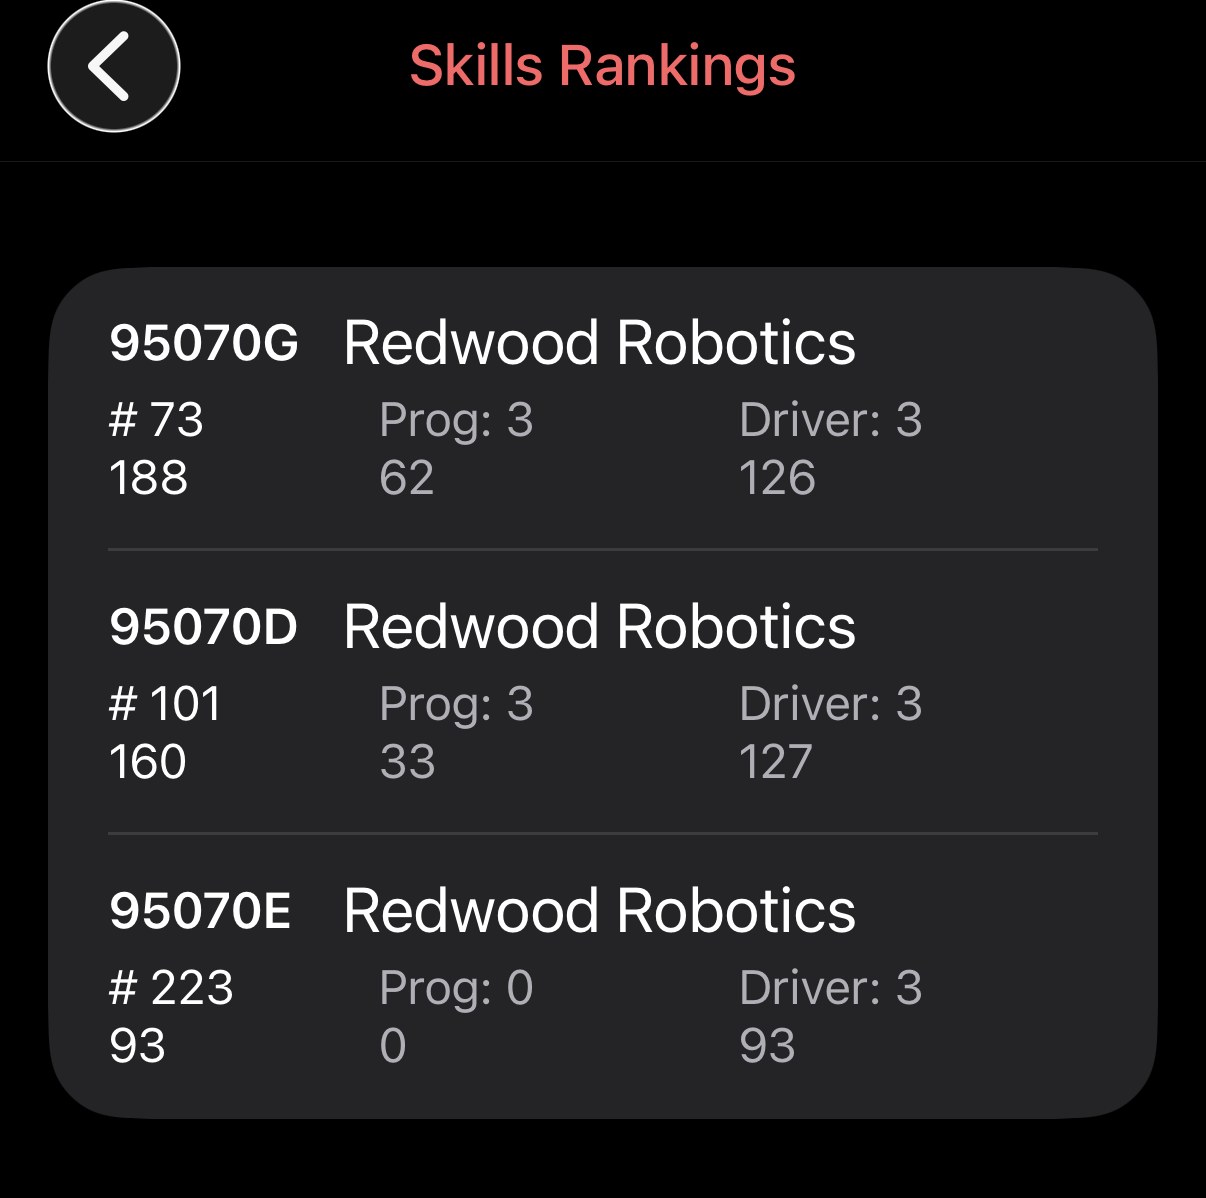 Skills Rankings
95070G Redwood Robotics
# 73 Prog: 3 Driver: 3
188 62 126
95070D Redwood Robotics
# 101 Prog: 3 Driver: 3
160 33 127
95070E Redwood Robotics
# 223 Prog: 0 Driver: 3
93 0 93